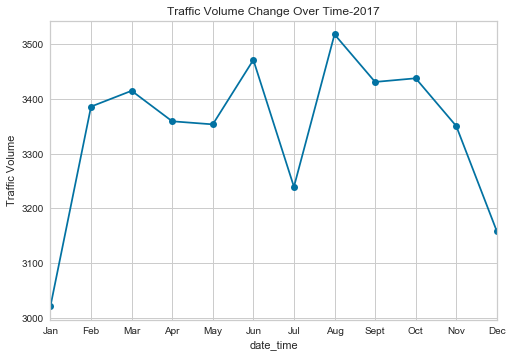 Traffic Volume Change Over Time-2017
Traffic Volume
3500
3400
3300
3200
3100
3000
Jan Feb Mar Apr May Jun Jul Aug Sept Oct Nov Dec
date_time